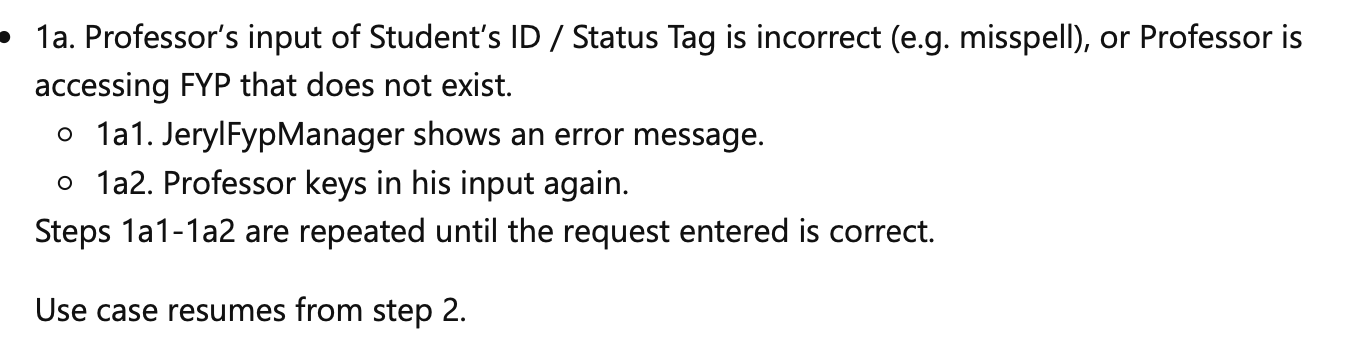 • 1a. Professor’s input of Student’s ID / Status Tag is incorrect (e.g. misspell), or Professor is
accessing FYP that does not exist.
○ 1a1. JerylFypManager shows an error message.
○ 1a2. Professor keys in his input again.
Steps 1a1-1a2 are repeated until the request entered is correct.
Use case resumes from step 2.